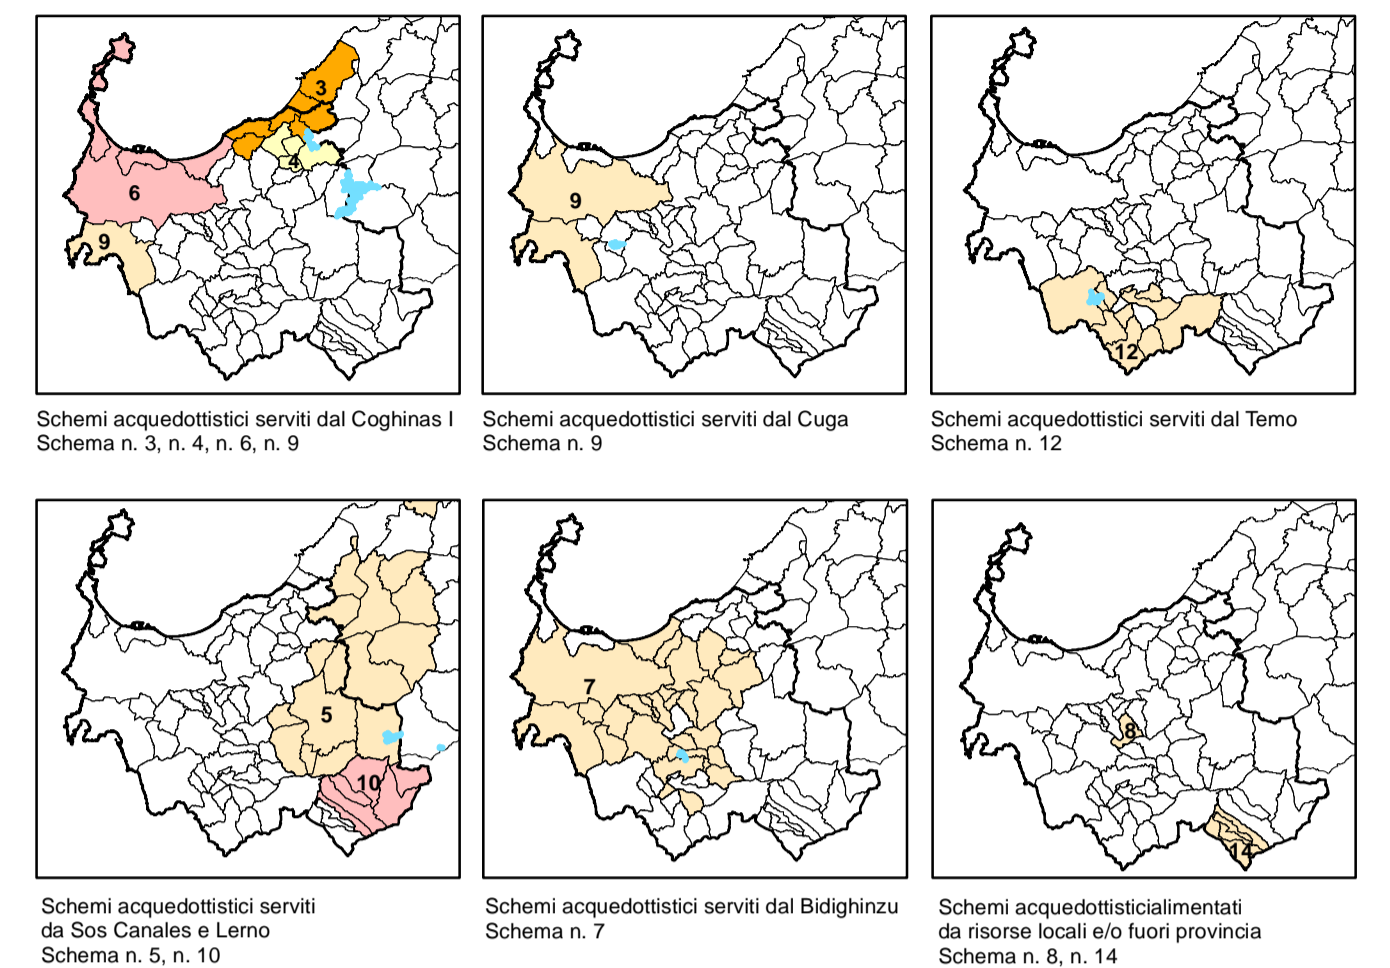 3
4
6
9
Schemi acquedottistici serviti dal Coghinas I
Schema n. 3, n. 4, n. 6, n. 9
9
Schemi acquedottistici serviti dal Cuga
Schema n. 9
12
Schemi acquedottistici serviti dal Temo
Schema n. 12
5
10
Schemi acquedottistici serviti
da Sos Canales e Lerno
Schema n. 5, n. 10
7
Schemi acquedottistici serviti dal Bidighinzu
Schema n. 7
8
14
Schemi acquedottisticialimentati
da risorse locali e/o fuori provincia
Schema n. 8, n. 14